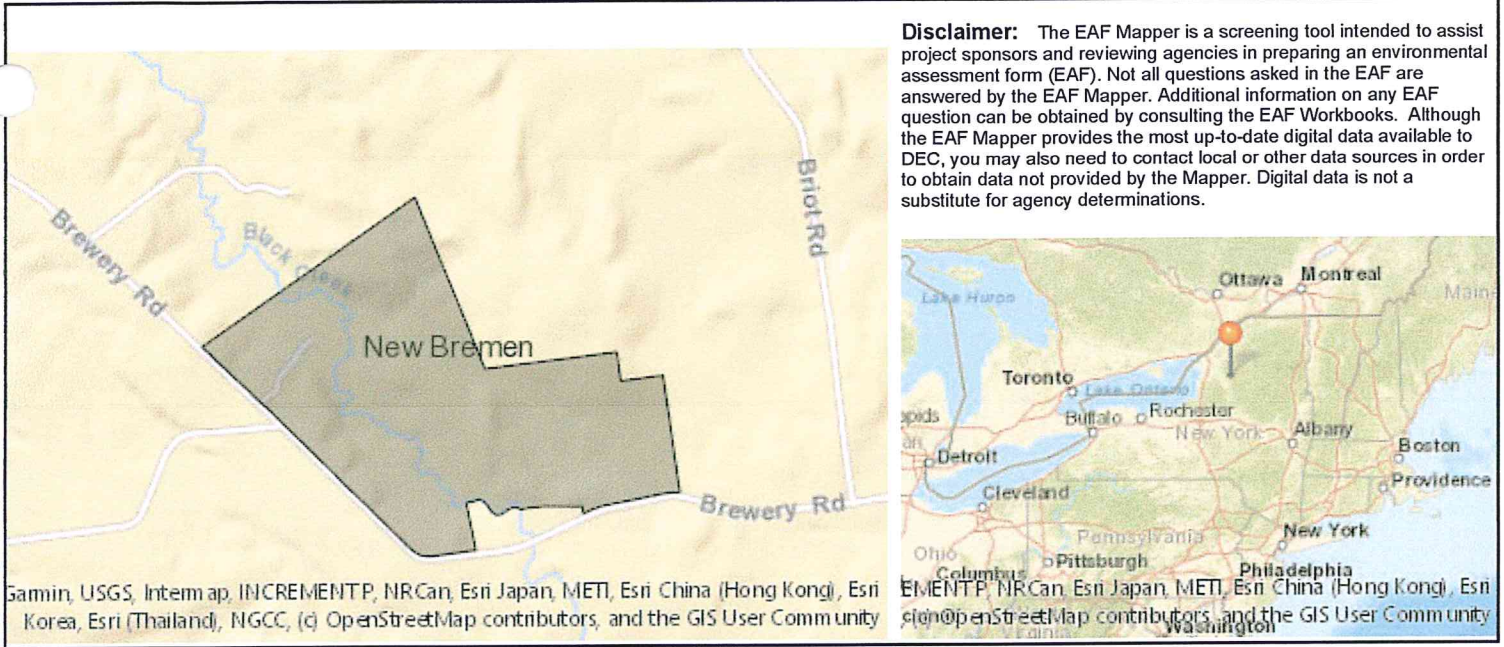 Disclaimer: The EAF Mapper is a screening tool intended to assist
project sponsors and reviewing agencies in preparing an environmental
assessment form (EAF). Not all questions asked in the EAF are
answered by the EAF Mapper. Additional information on any EAF
question can be obtained by consulting the EAF Workbooks. Although
the EAF Mapper provides the most up-to-date digital data available to
DEC, you may also need to contact local or other data sources in order
to obtain data not provided by the Mapper. Digital data is not a
substitute for agency determinations.
Briot Rd
Brewery Rd
Black Creek
New Bremen
Brewery Rd
Garmin, USGS, Intermap, INCREMENT P, NRCan, Esri Japan, METI, Esri China (Hong Kong), Esri
Korea, Esri (Thailand), NGCC, (c) OpenStreetMap contributors, and the GIS User Community
Ottawa
Montreal
Maine
Lake Huron
Toronto
Lake Ontario
Buffalo
Rochester
New York
Albany
Boston
Detroit
Providence
Cleveland
New York
Pennsylvania
Ohio
Pittsburgh
Columbus
Philadelphia
EMENT P, NRCan, Esri Japan, METI, Esri China (Hong Kong), Esri
OpenStreetMap contributors, and the GIS User Community
Washington
Virginia